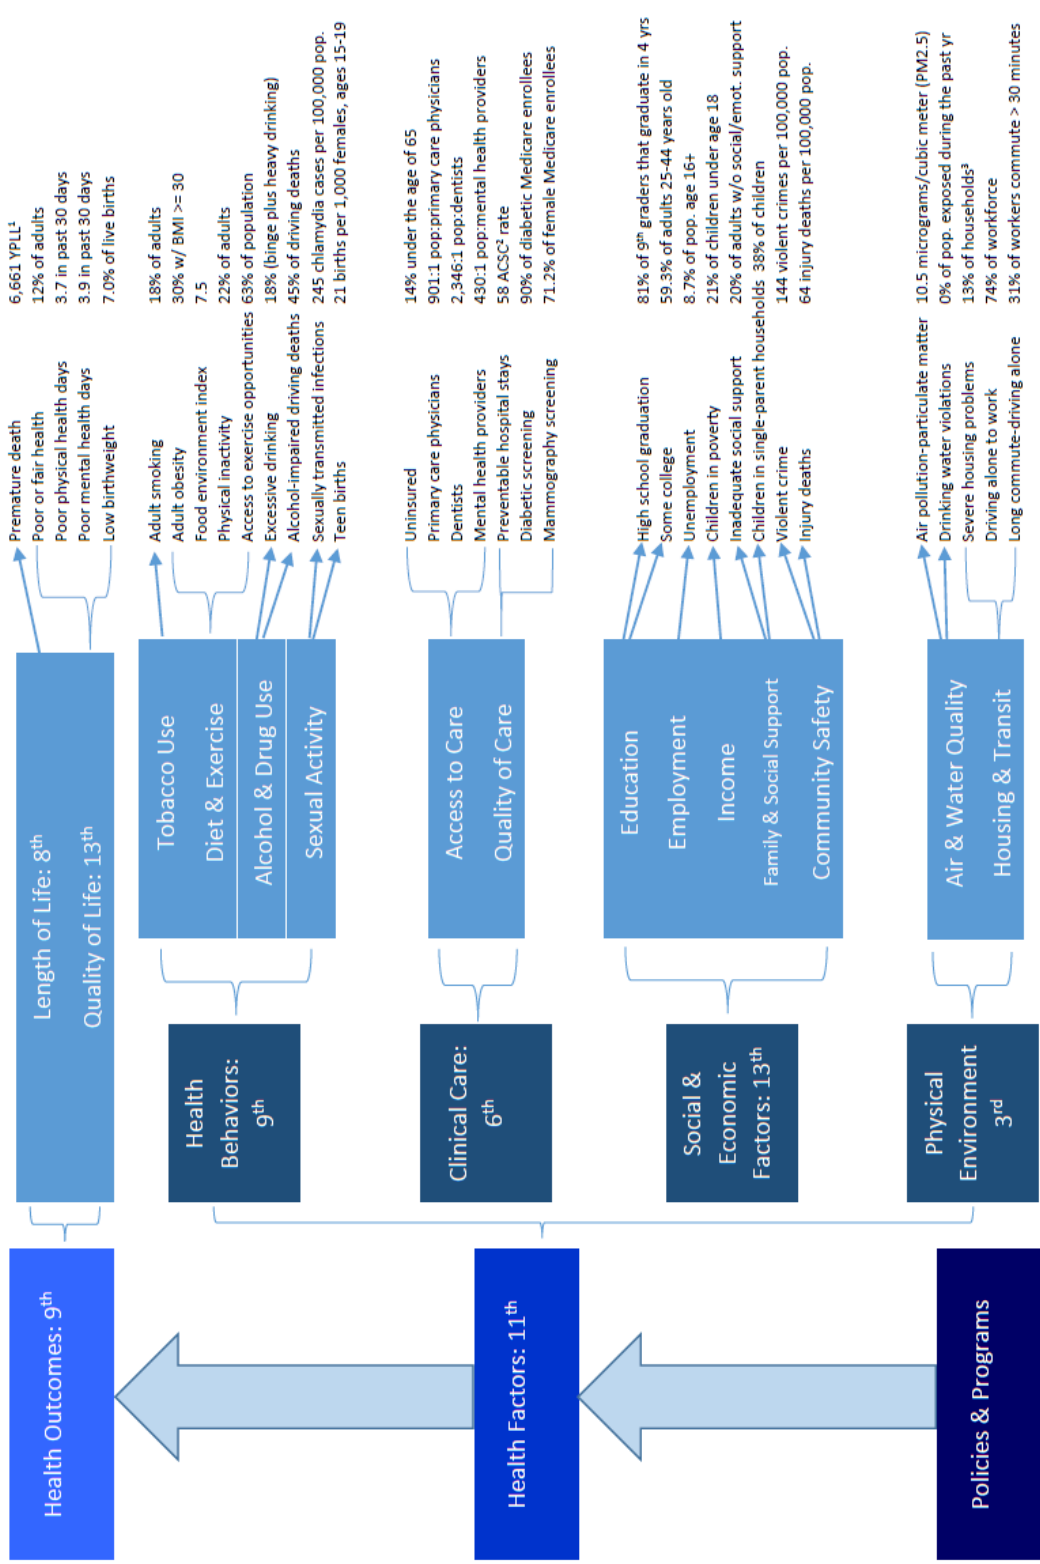 Health Outcomes: 9th
Length of Life: 8th
Quality of Life: 13th
Premature death 6,661 YPLL¹
Poor or fair health 12% of adults
Poor physical health days 3.7 in past 30 days
Poor mental health days 3.9 in past 30 days
Low birthweight 7.0% of live births
Health Factors: 11th
Health
Behaviors:
9th
Tobacco Use
Diet & Exercise
Alcohol & Drug Use
Sexual Activity
Adult smoking 18% of adults
Adult obesity 30% w/ BMI >= 30
Food environment index 7.5
Physical inactivity 22% of adults
Access to exercise opportunities 63% of population
Excessive drinking 18% (binge plus heavy drinking)
Alcohol-impaired driving deaths 45% of driving deaths
Sexually transmitted infections 245 chlamydia cases per 100,000 pop.
Teen births 21 births per 1,000 females, ages 15-19
Clinical Care:
6th
Access to Care
Quality of Care
Uninsured 14% under the age of 65
Primary care physicians 901:1 pop:primary care physicians
Dentists 2,346:1 pop:dentists
Mental health providers 430:1 pop:mental health providers
Preventable hospital stays 58 ACSC² rate
Diabetic screening 90% of diabetic Medicare enrollees
Mammography screening 71.2% of female Medicare enrollees
Social &
Economic
Factors: 13th
Education
Employment
Income
Family & Social Support
Community Safety
High school graduation 81% of 9th graders that graduate in 4 yrs
Some college 59.3% of adults 25-44 years old
Unemployment 8.7% of pop. age 16+
Children in poverty 21% of children under age 18
Inadequate social support 20% of adults w/o social/emot. support
Children in single-parent households 38% of children
Violent crime 144 violent crimes per 100,000 pop.
Injury deaths 64 injury deaths per 100,000 pop.
Policies & Programs
Physical
Environment
3rd
Air & Water Quality
Housing & Transit
Air pollution-particulate matter 10.5 micrograms/cubic meter (PM2.5)
Drinking water violations 0% of pop. exposed during the past yr
Severe housing problems 13% of households³
Driving alone to work 74% of workforce
Long commute-driving alone 31% of workers commute > 30 minutes